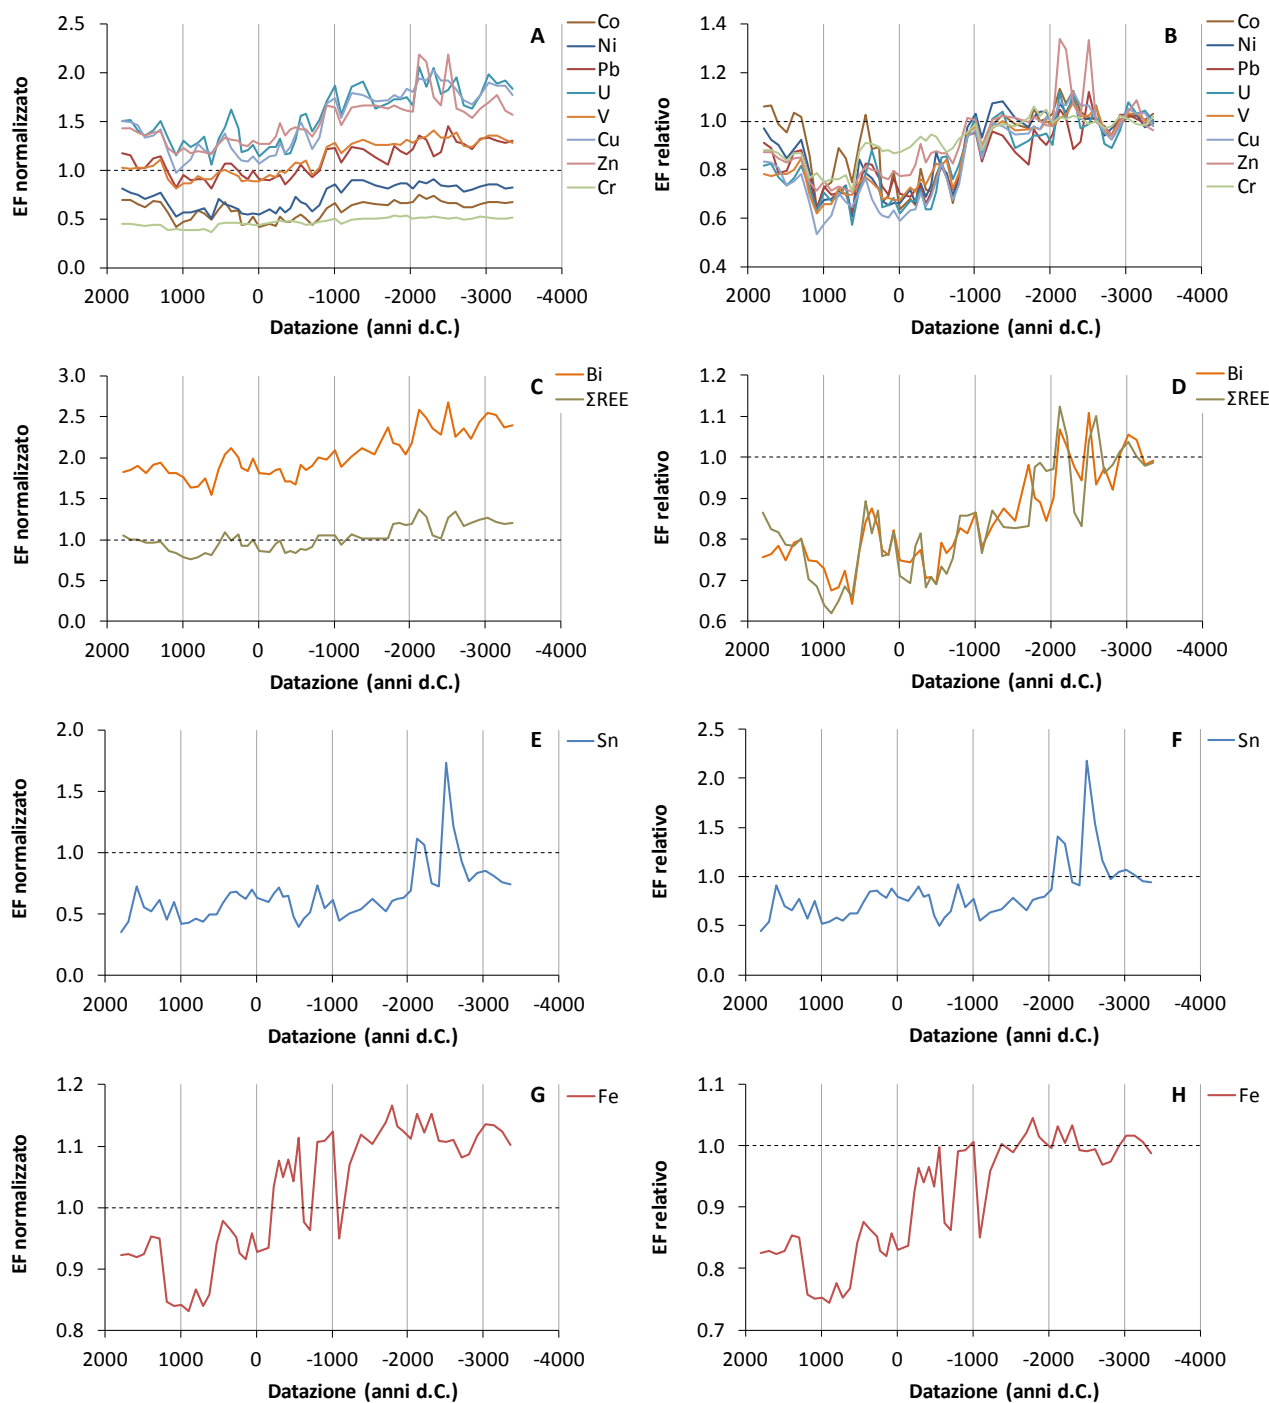 A
EF normalizzato
2.5
2.0
1.5
1.0
0.5
0.0
2000 1000 0 -1000 -2000 -3000 -4000
Datazione (anni d.C.)
Co
Ni
Pb
U
V
Cu
Zn
Cr
B
EF relativo
1.4
1.2
1.0
0.8
0.6
0.4
2000 1000 0 -1000 -2000 -3000 -4000
Datazione (anni d.C.)
Co
Ni
Pb
U
V
Cu
Zn
Cr
C
EF normalizzato
3.0
2.5
2.0
1.5
1.0
0.5
0.0
2000 1000 0 -1000 -2000 -3000 -4000
Datazione (anni d.C.)
Bi
ΣREE
D
EF relativo
1.2
1.1
1.0
0.9
0.8
0.7
0.6
2000 1000 0 -1000 -2000 -3000 -4000
Datazione (anni d.C.)
Bi
ΣREE
E
EF normalizzato
2.0
1.5
1.0
0.5
0.0
2000 1000 0 -1000 -2000 -3000 -4000
Datazione (anni d.C.)
Sn
F
EF relativo
2.5
2.0
1.5
1.0
0.5
0.0
2000 1000 0 -1000 -2000 -3000 -4000
Datazione (anni d.C.)
Sn
G
EF normalizzato
1.2
1.1
1.0
0.9
0.8
2000 1000 0 -1000 -2000 -3000 -4000
Datazione (anni d.C.)
Fe
H
EF relativo
1.1
1.0
0.9
0.8
0.7
2000 1000 0 -1000 -2000 -3000 -4000
Datazione (anni d.C.)
Fe